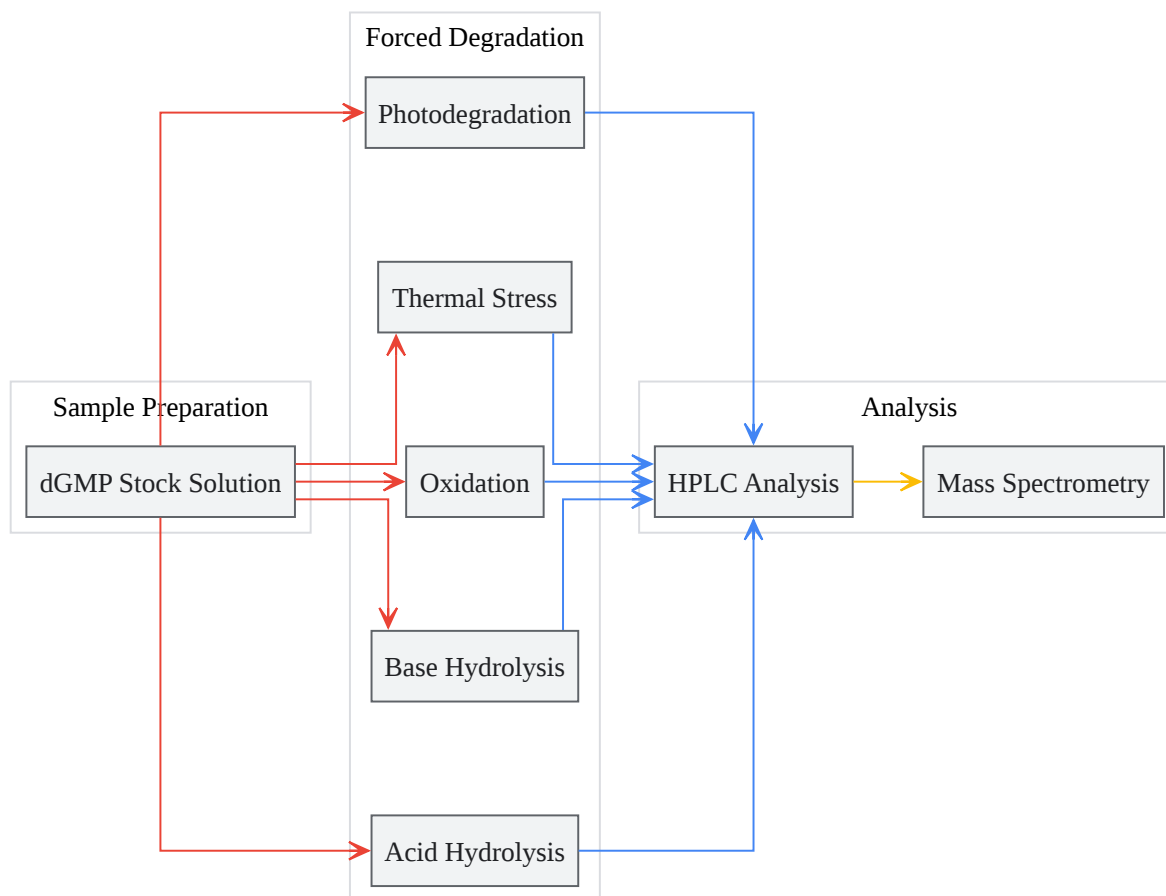 Forced Degradation
Photodegradation
Thermal Stress
Sample Preparation
Analysis
dGMP Stock Solution
Oxidation
HPLC Analysis
Mass Spectrometry
Base Hydrolysis
Acid Hydrolysis